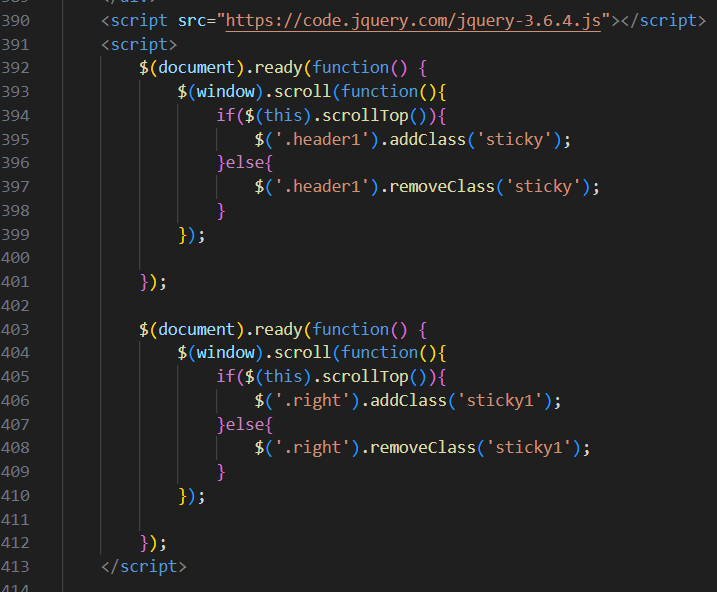 390 <script src="https://code.jquery.com/jquery-3.6.4.js"></script>
391 <script>
392 $(document).ready(function() {
393 $(window).scroll(function(){
394 if($(this).scrollTop()){
395 $('.header1').addClass('sticky');
396 }else{
397 $('.header1').removeClass('sticky');
398 }
399 });
400
401 });
402
403 $(document).ready(function() {
404 $(window).scroll(function(){
405 if($(this).scrollTop()){
406 $('.right').addClass('sticky1');
407 }else{
408 $('.right').removeClass('sticky1');
409 }
410 });
411
412 });
413 </script>
414